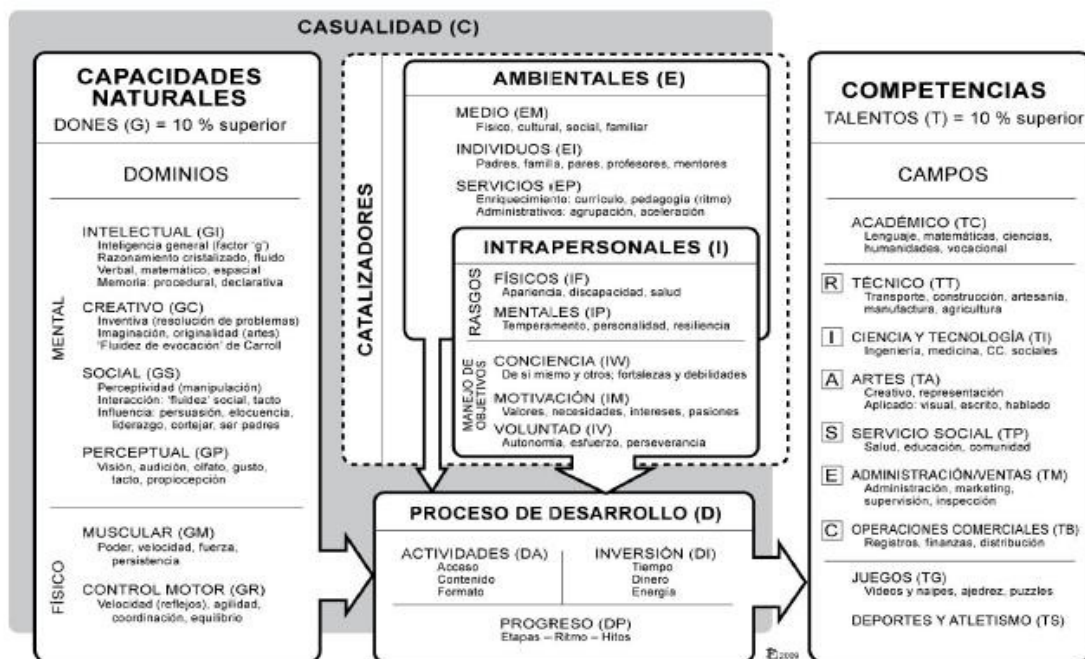 CASUALIDAD (C)
CAPACIDADES
NATURALES
DONES (G) = 10 % superior
DOMINIOS
MENTAL
INTELECTUAL (GI)
Inteligencia general (factor 'g')
Razonamiento cristalizado, fluido
Verbal, matemático, espacial
Memoria: procedural, declarativa
CREATIVO (GC)
Inventiva (resolución de problemas)
Imaginación, originalidad (artes)
'Fluidez de evocación' de Carroll
SOCIAL (GS)
Perceptividad (manipulación)
Interacción: 'fluidez' social, tacto
Influencia: persuasión, elocuencia,
liderazgo, cortejar, ser padres
PERCEPTUAL (GP)
Visión, audición, olfato, gusto,
tacto, propiocepción
FÍSICO
MUSCULAR (GM)
Poder, velocidad, fuerza,
persistencia
CONTROL MOTOR (GR)
Velocidad (reflejos), agilidad,
coordinación, equilibrio
CATALIZADORES
AMBIENTALES (E)
MEDIO (EM)
Físico, cultural, social, familiar
INDIVIDUOS (EI)
Padres, familia, pares, profesores, mentores
SERVICIOS (EP)
Enriquecimiento: currículo, pedagogía (ritmo)
Administrativos: agrupación, aceleración
INTRAPERSONALES (I)
RASGOS
FÍSICOS (IF)
Apariencia, discapacidad, salud
MENTALES (IP)
Temperamento, personalidad, resiliencia
MANEJO DE
OBJETIVOS
CONCIENCIA (IW)
De sí mismo y otros; fortalezas y debilidades
MOTIVACIÓN (IM)
Valores, necesidades, intereses, pasiones
VOLUNTAD (IV)
Autonomía, esfuerzo, perseverancia
PROCESO DE DESARROLLO (D)
ACTIVIDADES (DA)
Acceso
Contenido
Formato
INVERSIÓN (DI)
Tiempo
Dinero
Energía
PROGRESO (DP)
Etapas – Ritmo – Hitos
2009
COMPETENCIAS
TALENTOS (T) = 10 % superior
CAMPOS
ACADÉMICO (TC)
Lenguaje, matemáticas, ciencias,
humanidades, vocacional
R TÉCNICO (TT)
Transporte, construcción, artesanía,
manufactura, agricultura
I CIENCIA Y TECNOLOGÍA (TI)
Ingeniería, medicina, CC. sociales
A ARTES (TA)
Creativo, representación
Aplicado: visual, escrito, hablado
S SERVICIO SOCIAL (TP)
Salud, educación, comunidad
E ADMINISTRACIÓN/VENTAS (TM)
Administración, marketing,
supervisión, inspección
C OPERACIONES COMERCIALES (TB)
Registros, finanzas, distribución
JUEGOS (TG)
Videos y naipes, ajedrez, puzzles
DEPORTES Y ATLETISMO (TS)